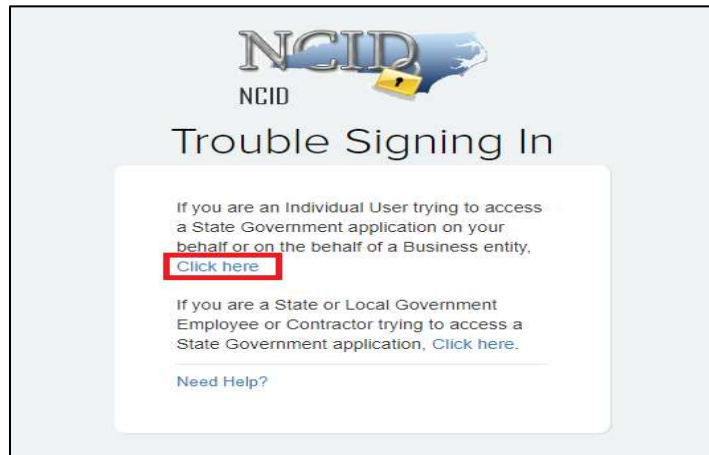 NCID
NCID
Trouble Signing In
If you are an Individual User trying to access
a State Government application on your
behalf or on the behalf of a Business entity,
Click here
If you are a State or Local Government
Employee or Contractor trying to access a
State Government application, Click here.
Need Help?